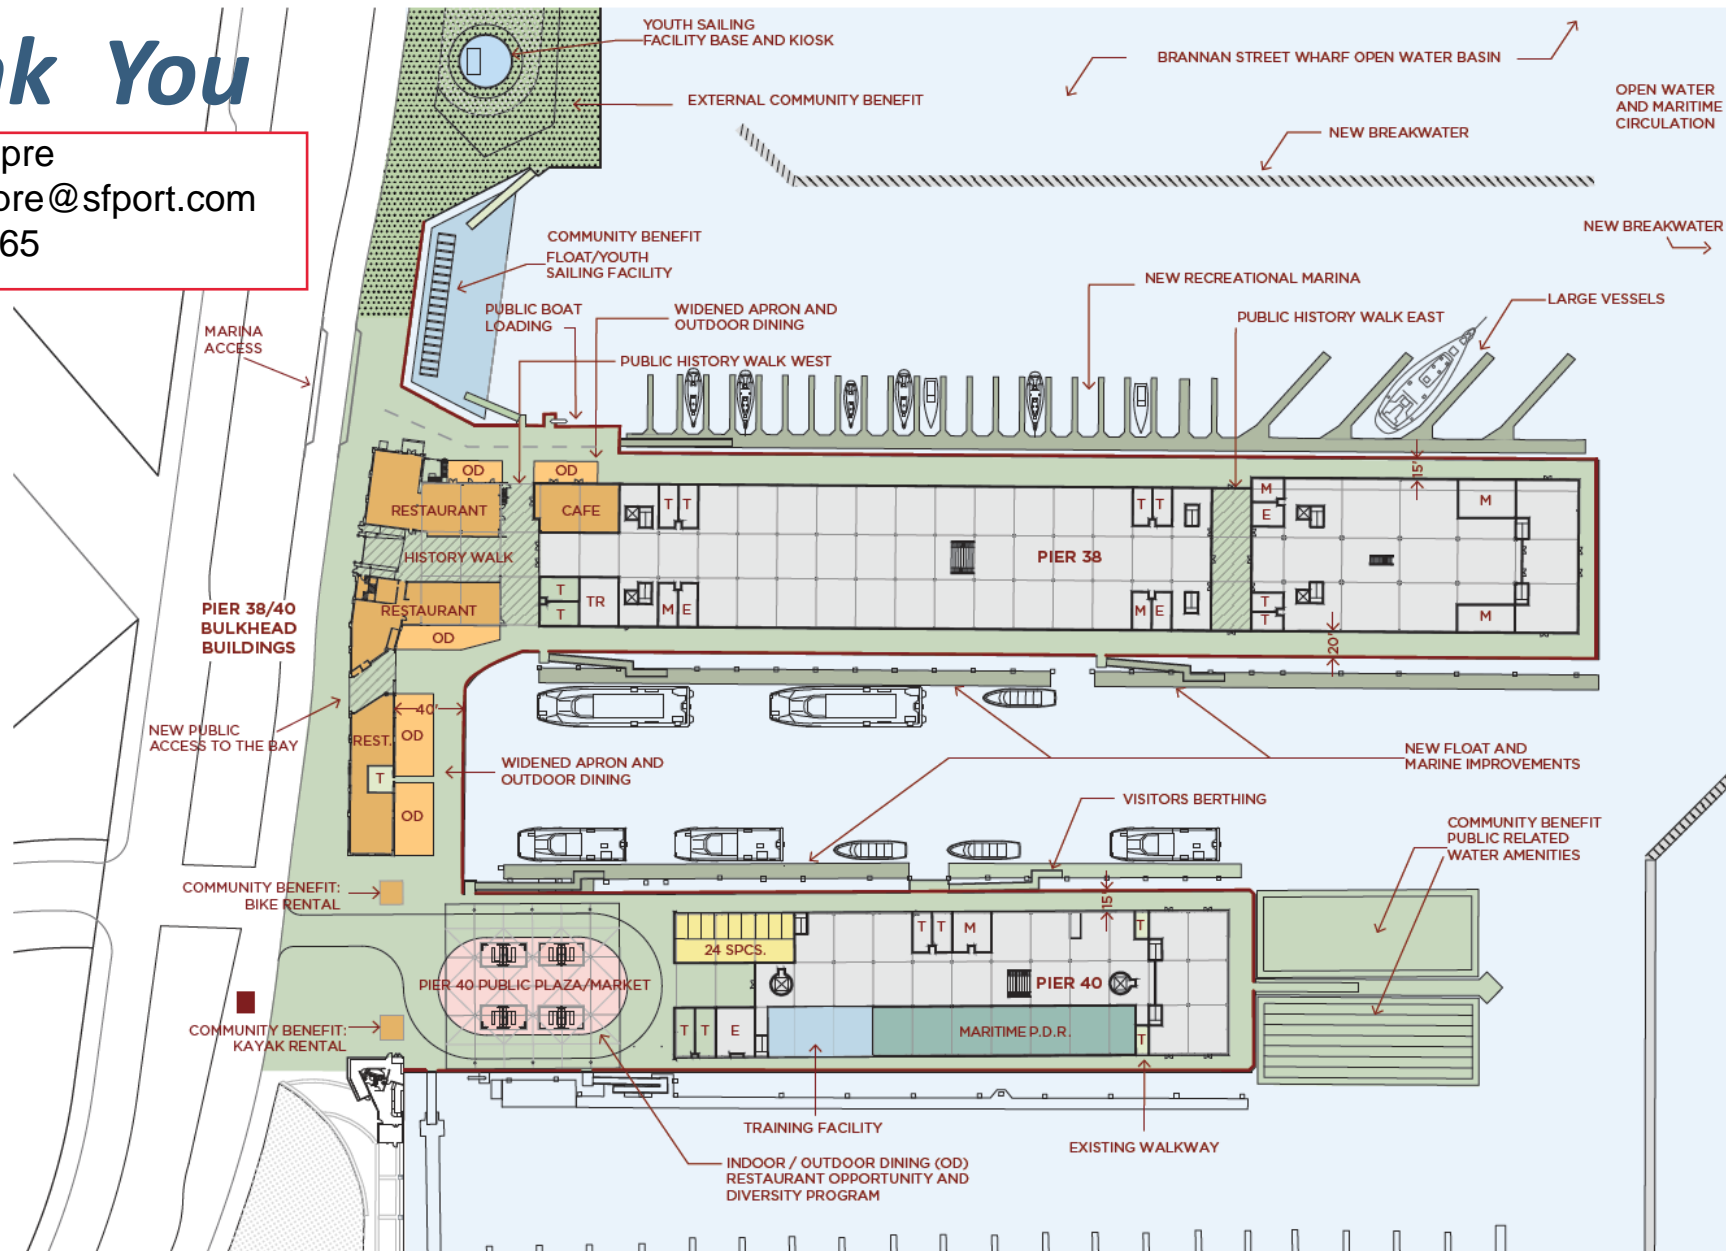 nk You
pre
ore@sfport.com
65
YOUTH SAILING
FACILITY BASE AND KIOSK
BRANNAN STREET WHARF OPEN WATER BASIN
OPEN WATER
AND MARITIME
CIRCULATION
EXTERNAL COMMUNITY BENEFIT
NEW BREAKWATER
NEW BREAKWATER
COMMUNITY BENEFIT
FLOAT/YOUTH
SAILING FACILITY
NEW RECREATIONAL MARINA
LARGE VESSELS
PUBLIC BOAT
LOADING
WIDENED APRON AND
OUTDOOR DINING
PUBLIC HISTORY WALK EAST
MARINA
ACCESS
PUBLIC HISTORY WALK WEST
OD
OD
15'
RESTAURANT
CAFE
T T
T T
M
E
M
HISTORY WALK
PIER 38
T
T
TR
M E
M E
T
T
M
RESTAURANT
OD
20'
PIER 38/40
BULKHEAD
BUILDINGS
40'
NEW PUBLIC
ACCESS TO THE BAY
REST.
OD
T
OD
WIDENED APRON AND
OUTDOOR DINING
NEW FLOAT AND
MARINE IMPROVEMENTS
VISITORS BERTHING
COMMUNITY BENEFIT
PUBLIC RELATED
WATER AMENITIES
COMMUNITY BENEFIT:
BIKE RENTAL
15'
24 SPCS.
T T M
T
PIER 40 PUBLIC PLAZA/MARKET
PIER 40
COMMUNITY BENEFIT:
KAYAK RENTAL
T T E
MARITIME P.D.R.
T
TRAINING FACILITY
EXISTING WALKWAY
INDOOR / OUTDOOR DINING (OD)
RESTAURANT OPPORTUNITY AND
DIVERSITY PROGRAM